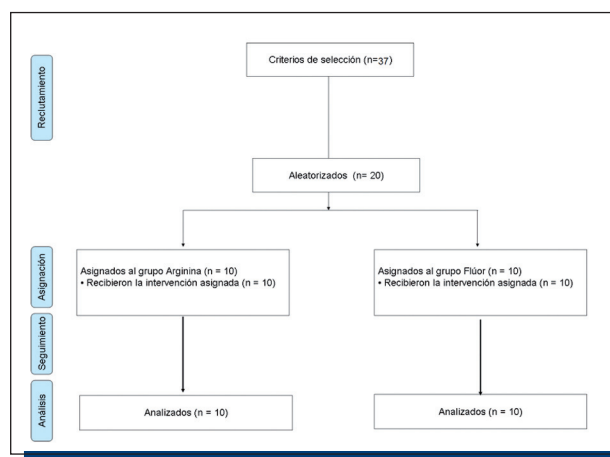 Reclutamiento
Criterios de selección (n=37)
Aleatorizados (n= 20)
Asignación
Asignados al grupo Arginina (n = 10)
• Recibieron la intervención asignada (n = 10)
Asignados al grupo Flúor (n = 10)
• Recibieron la intervención asignada (n = 10)
Seguimiento
Análisis
Analizados (n = 10)
Analizados (n = 10)